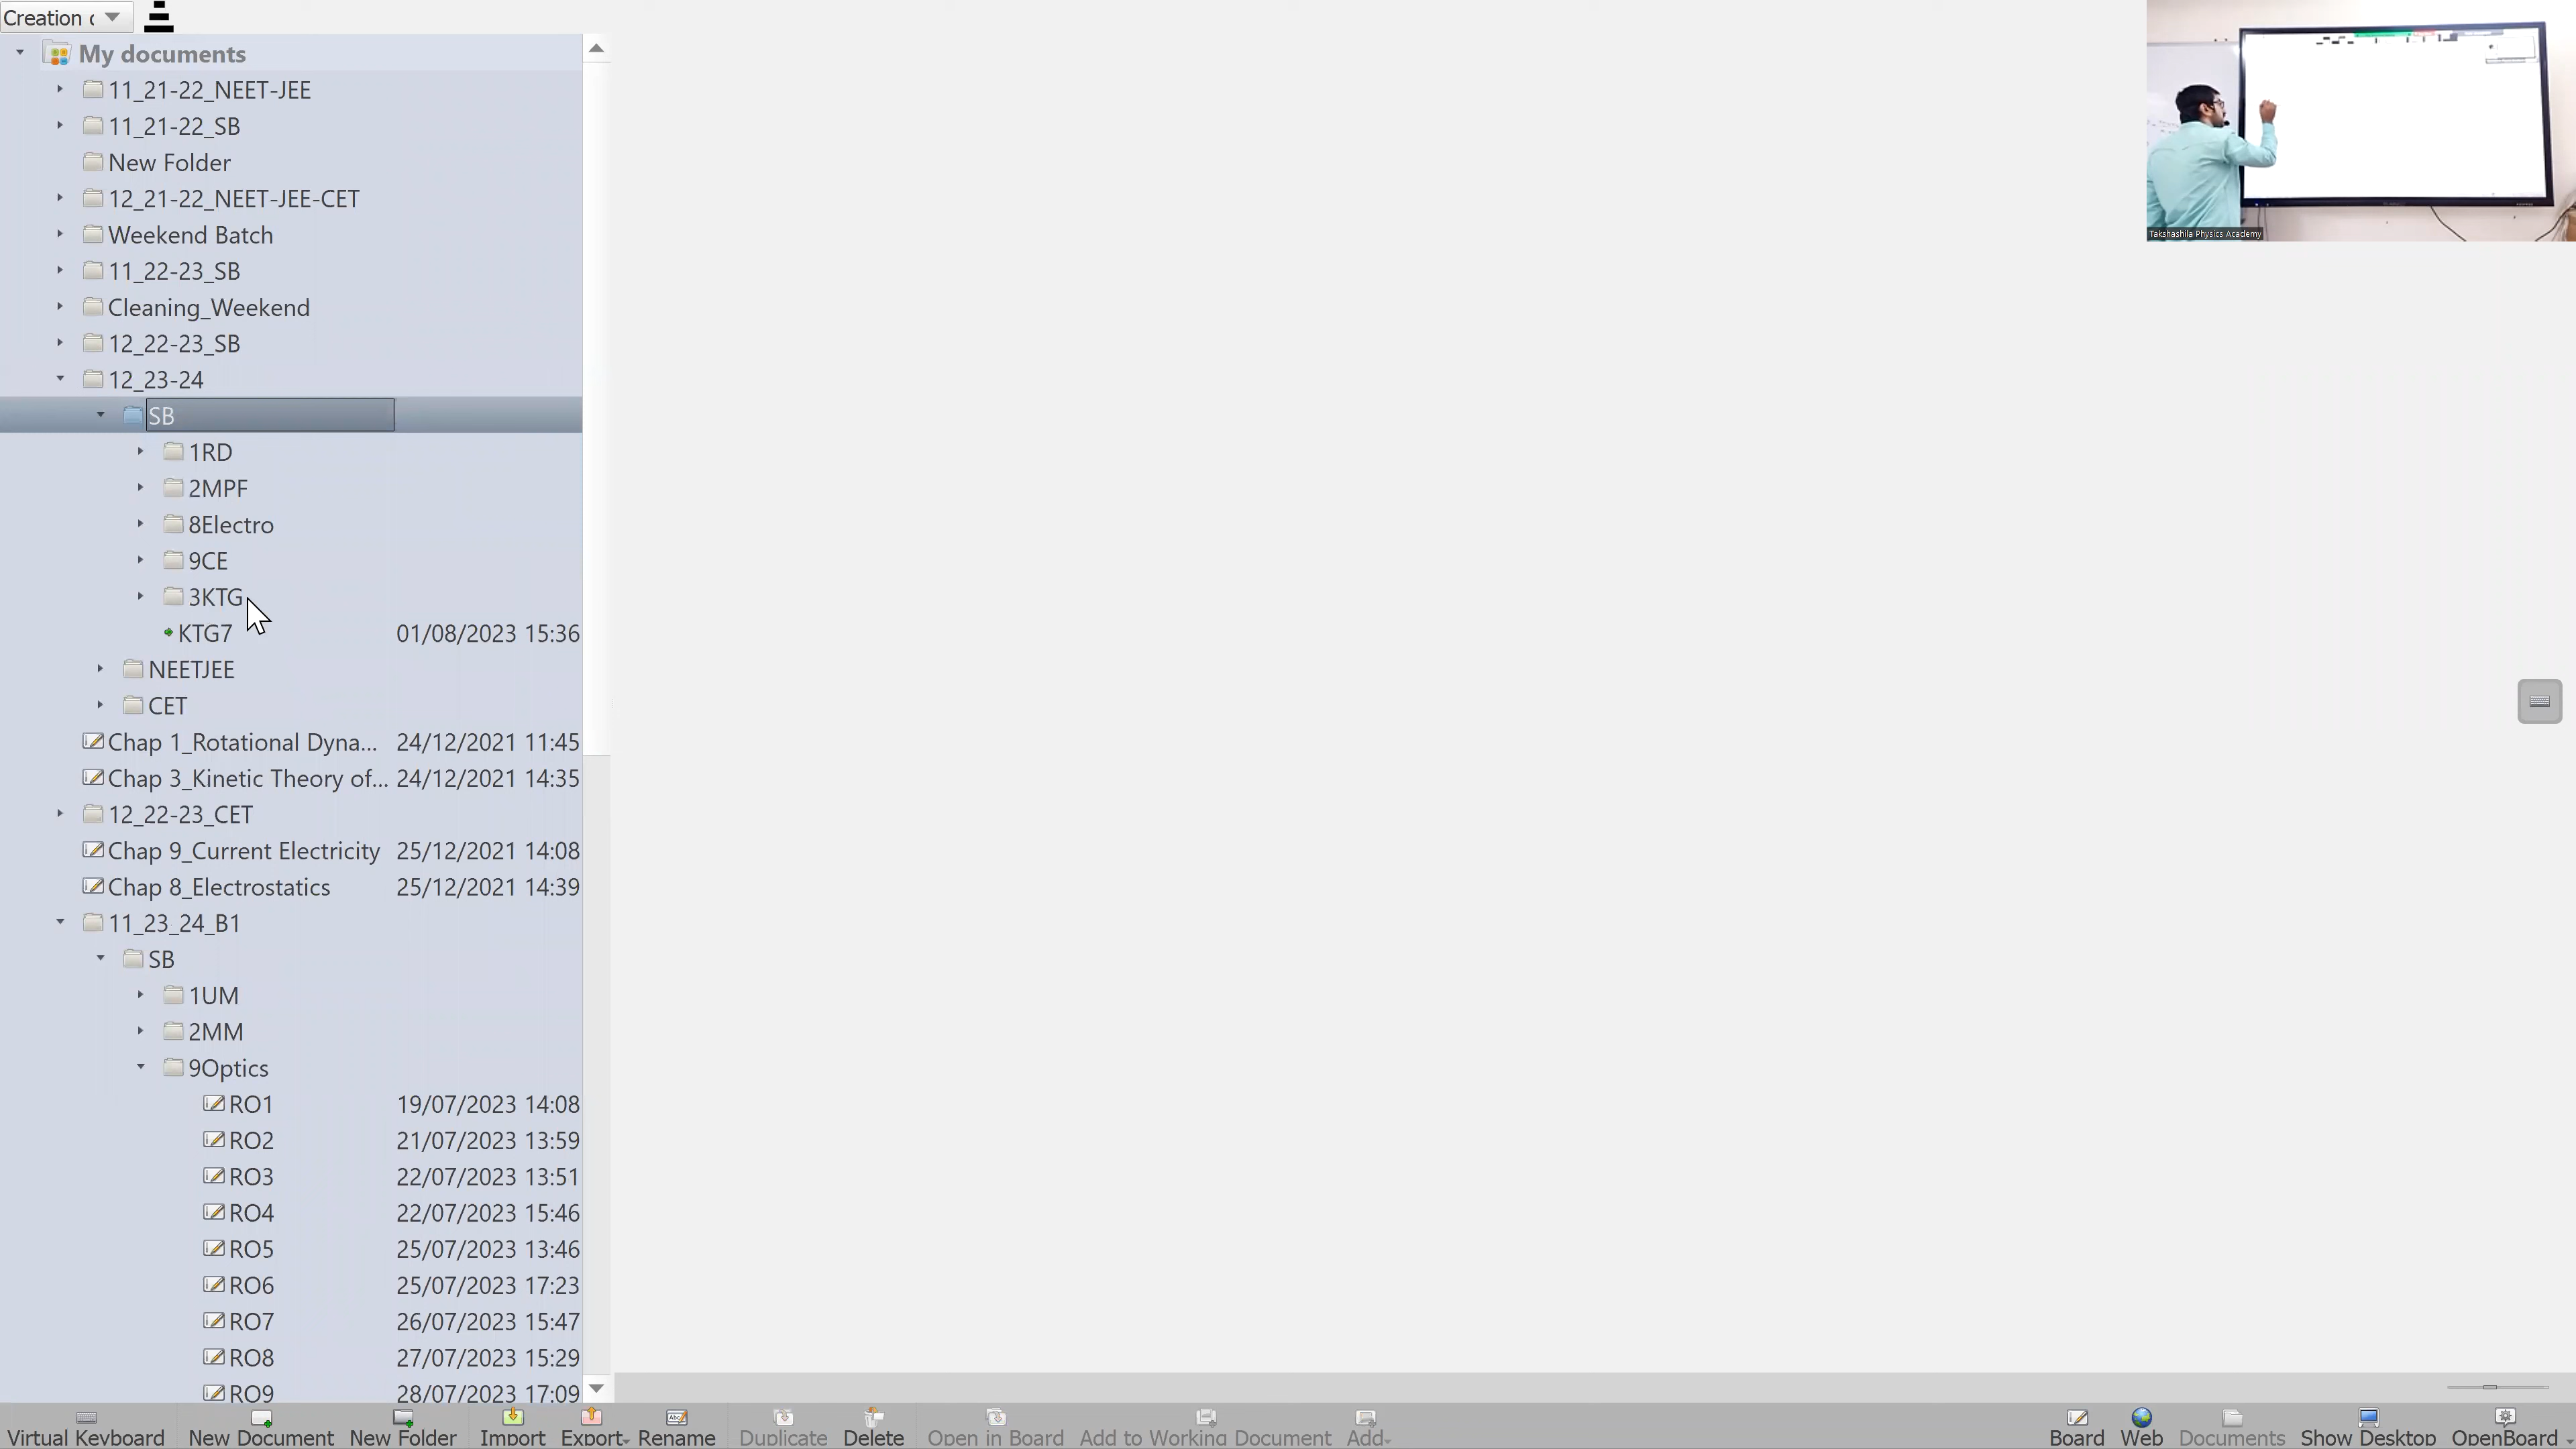 Creation d
My documents
11_21-22_NEET-JEE
11_21-22_SB
New Folder
12_21-22_NEET-JEE-CET
Weekend Batch
11_22-23_SB
Cleaning_Weekend
12_22-23_SB
12_23-24
SB
1RD
2MPF
8Electro
9CE
3KTG
KTG7 01/08/2023 15:36
NEETJEE
CET
Chap 1_Rotational Dyna... 24/12/2021 11:45
Chap 3_Kinetic Theory of... 24/12/2021 14:35
12_22-23_CET
Chap 9_Current Electricity 25/12/2021 14:08
Chap 8_Electrostatics 25/12/2021 14:39
11_23_24_B1
SB
1UM
2MM
9Optics
RO1 19/07/2023 14:08
RO2 21/07/2023 13:59
RO3 22/07/2023 13:51
RO4 22/07/2023 15:46
RO5 25/07/2023 13:46
RO6 25/07/2023 17:23
RO7 26/07/2023 15:47
RO8 27/07/2023 15:29
RO9 28/07/2023 17:09
Takshashila Physics Academy
Virtual Keyboard New Document New Folder Import Export Rename Duplicate Delete Open in Board Add to Working Document Add Board Web Documents Show Desktop OpenBoard